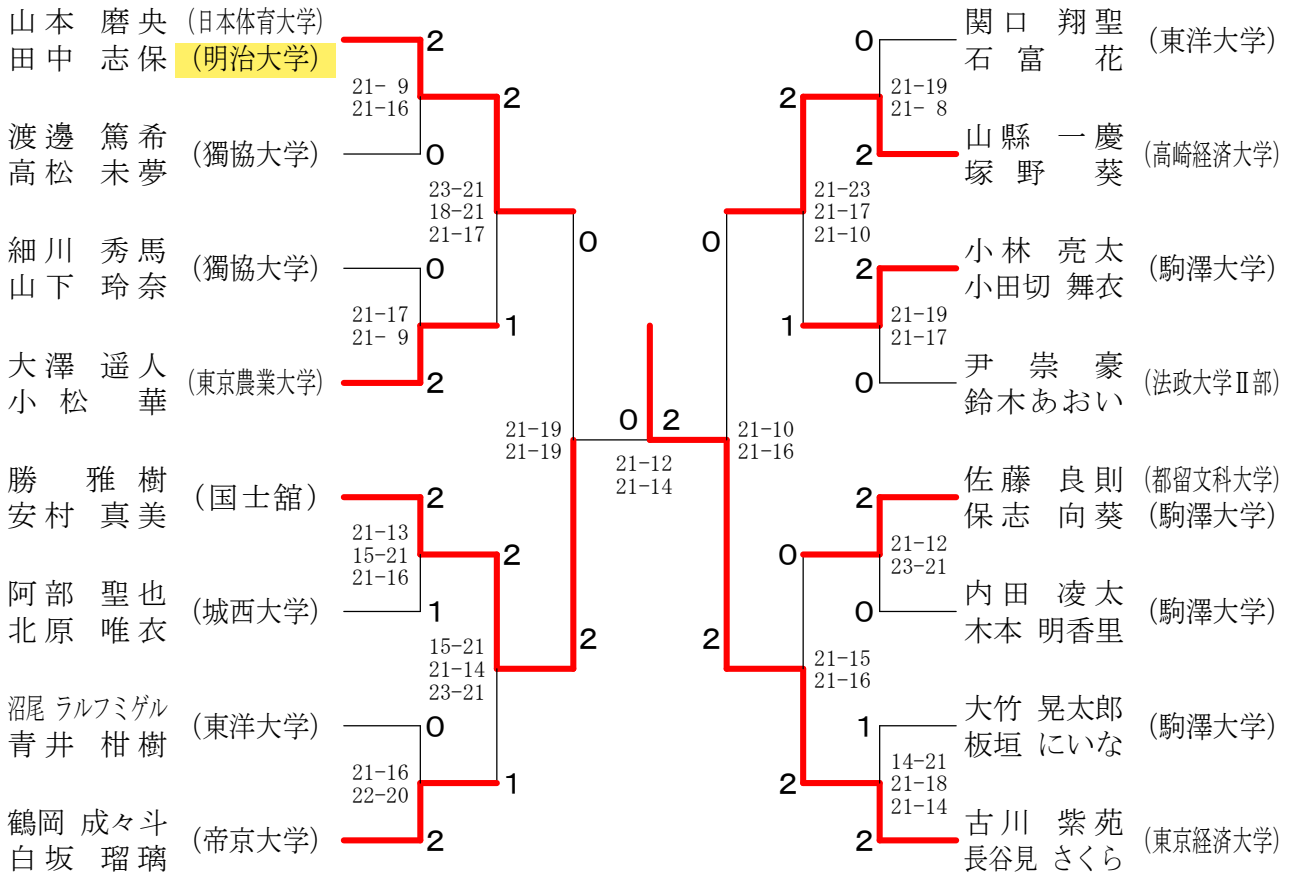 山本 磨央 (日本体育大学)
田中 志保 (明治大学)
2
21- 9
21-16
渡邊 篤希
高松 未夢
(獨協大学)
0
2
23-21
18-21
21-17
細川 秀馬
山下 玲奈
(獨協大学)
0
21-17
21- 9
大澤 遥人
小松 華
(東京農業大学)
2
1
0
21-19
21-19
勝 雅樹
安村 真美
(国士舘)
2
21-13
15-21
21-16
阿部 聖也
北原 唯衣
(城西大学)
1
2
15-21
21-14
23-21
沼尾 ラルフミゲル
青井 柑樹
(東洋大学)
0
21-16
22-20
鶴岡 成々斗
白坂 瑠璃
(帝京大学)
2
1
2
0 2
21-12
21-14
関口 翔聖
石富 花
(東洋大学)
0
21-19
21- 8
山縣 一慶
塚野 葵
(高崎経済大学)
2
2
21-23
21-17
21-10
小林 亮太
小田切 舞衣
(駒澤大学)
2
21-19
21-17
尹 崇豪
鈴木あおい
(法政大学Ⅱ部)
0
1
0
21-10
21-16
佐藤 良則 (都留文科大学)
保志 向葵 (駒澤大学)
2
21-12
23-21
内田 凌太
木本 明香里
(駒澤大学)
0
0
21-15
21-16
大竹 晃太郎
板垣 にいな
(駒澤大学)
1
14-21
21-18
21-14
古川 紫苑
長谷見 さくら
(東京経済大学)
2
2
2